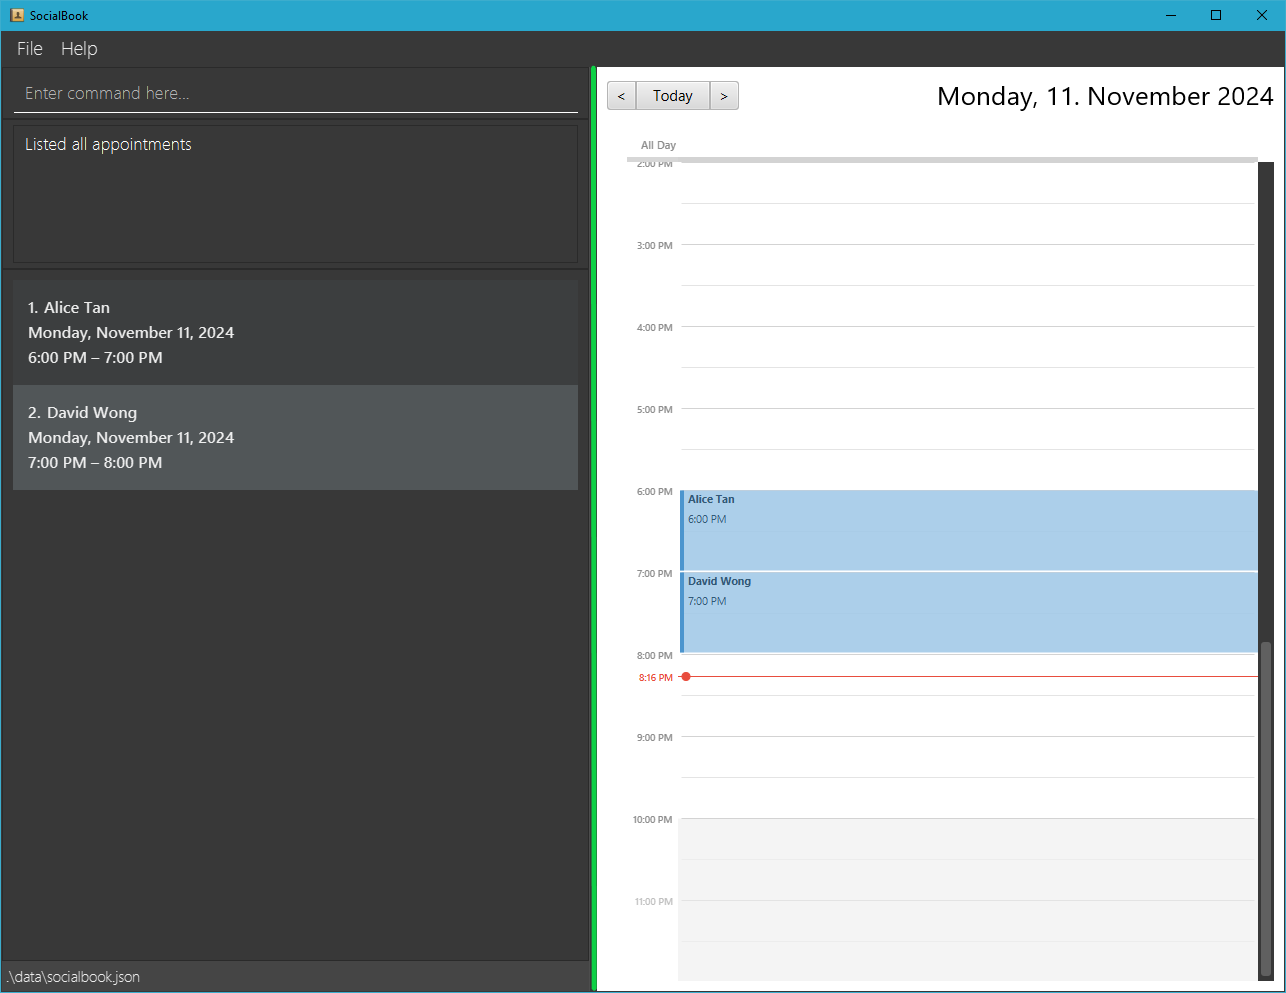 SocialBook
File Help
Enter command here...
Listed all appointments
1. Alice Tan
Monday, November 11, 2024
6:00 PM – 7:00 PM
2. David Wong
Monday, November 11, 2024
7:00 PM – 8:00 PM
.\data\socialbook.json
< Today >
Monday, 11. November 2024
All Day
2:00 PM
3:00 PM
4:00 PM
5:00 PM
6:00 PM
Alice Tan
6:00 PM
7:00 PM
David Wong
7:00 PM
8:00 PM
8:16 PM
9:00 PM
10:00 PM
11:00 PM